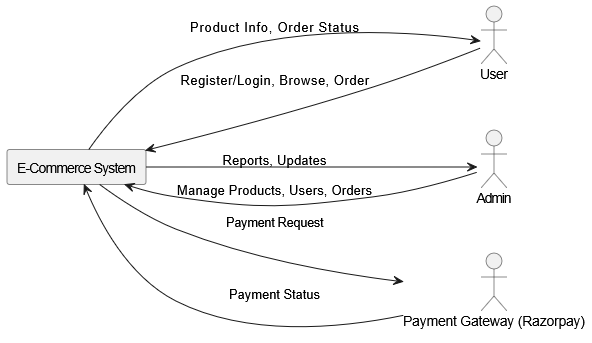 Product Info, Order Status
User
Register/Login, Browse, Order
E-Commerce System
Reports, Updates
Manage Products, Users, Orders
Admin
Payment Request
Payment Status
Payment Gateway (Razorpay)